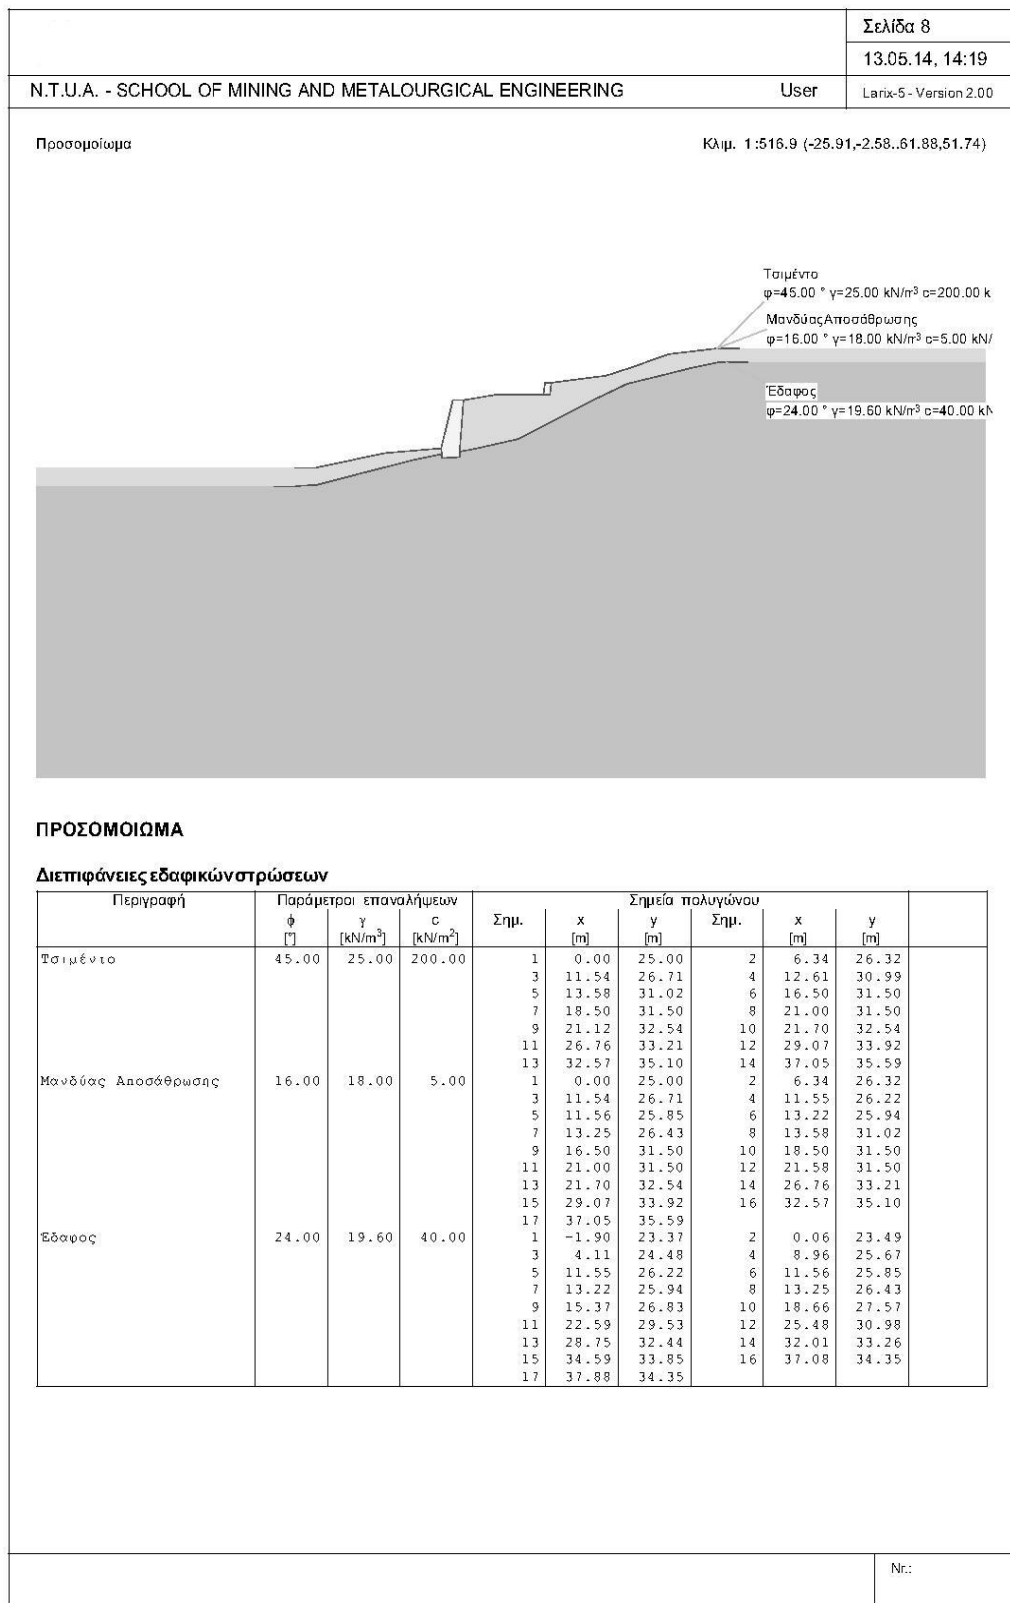 Σελίδα 8
13.05.14, 14:19
N.T.U.A. - SCHOOL OF MINING AND METALOURGICAL ENGINEERING User Larix-5 - Version 2.00
Προσομοίωμα Κλιμ. 1:516.9 (-25.91,-2.58..61.88,51.74)
Τσιμέντο
φ=45.00 ° γ=25.00 kN/m³ c=200.00 k
Μανδύας Αποσάθρωσης
φ=16.00 ° γ=18.00 kN/m³ c=5.00 kN/
Έδαφος
φ=24.00 ° γ=19.60 kN/m³ c=40.00 kN
ΠΡΟΣΟΜΟΙΩΜΑ
Διεπιφάνειες εδαφικών στρώσεων
Περιγραφή Παράμετροι επαναλήψεων Σημεία πολυγώνου
ϕ γ c Σημ. x y Σημ. x y
[°] [kN/m³] [kN/m²] [m] [m] [m] [m]
Τσιμέντο 45.00 25.00 200.00 1 0.00 25.00 2 6.34 26.32
3 11.54 26.71 4 12.61 30.99
5 13.58 31.02 6 16.50 31.50
7 18.50 31.50 8 21.00 31.50
9 21.12 32.54 10 21.70 32.54
11 26.76 33.21 12 29.07 33.92
13 32.57 35.10 14 37.05 35.59
Μανδύας Αποσάθρωσης 16.00 18.00 5.00 1 0.00 25.00 2 6.34 26.32
3 11.54 26.71 4 11.55 26.22
5 11.56 25.85 6 13.22 25.94
7 13.25 26.43 8 13.58 31.02
9 16.50 31.50 10 18.50 31.50
11 21.00 31.50 12 21.58 31.50
13 21.70 32.54 14 26.76 33.21
15 29.07 33.92 16 32.57 35.10
17 37.05 35.59
Έδαφος 24.00 19.60 40.00 1 -1.90 23.37 2 0.06 23.49
3 4.11 24.48 4 8.96 25.67
5 11.55 26.22 6 11.56 25.85
7 13.22 25.94 8 13.25 26.43
9 15.37 26.83 10 18.66 27.57
11 22.59 29.53 12 25.48 30.98
13 28.75 32.44 14 32.01 33.26
15 34.59 33.85 16 37.08 34.35
17 37.88 34.35
Nr.: